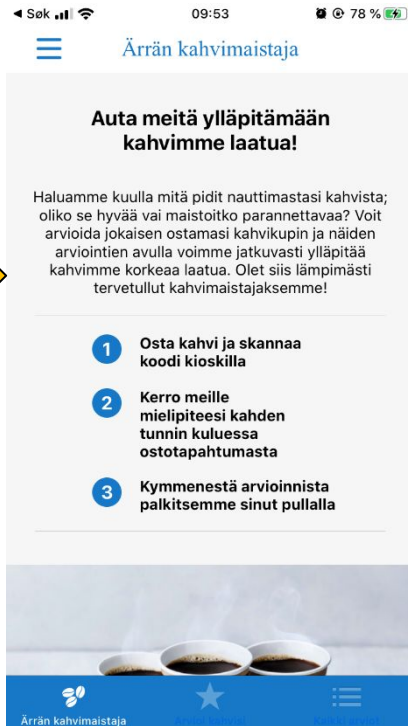 ◀ Søk 09:53 78 %
Ärrän kahvimaistaja
Auta meitä ylläpitämään
kahvimme laatua!
Haluamme kuulla mitä pidit nauttimastasi kahvista;
oliko se hyvää vai maistoitko parannettavaa? Voit
arvioida jokaisen ostamasi kahvikupin ja näiden
arviointien avulla voimme jatkuvasti ylläpitää
kahvimme korkeaa laatua. Olet siis lämpimästi
tervetullut kahvimaistajaksemme!
1 Osta kahvi ja skannaa
koodi kioskilla
2 Kerro meille
mielipiteesi kahden
tunnin kuluessa
ostotapahtumasta
3 Kymmenestä arvioinnista
palkitsemme sinut pullalla
Ärrän kahvimaistaja